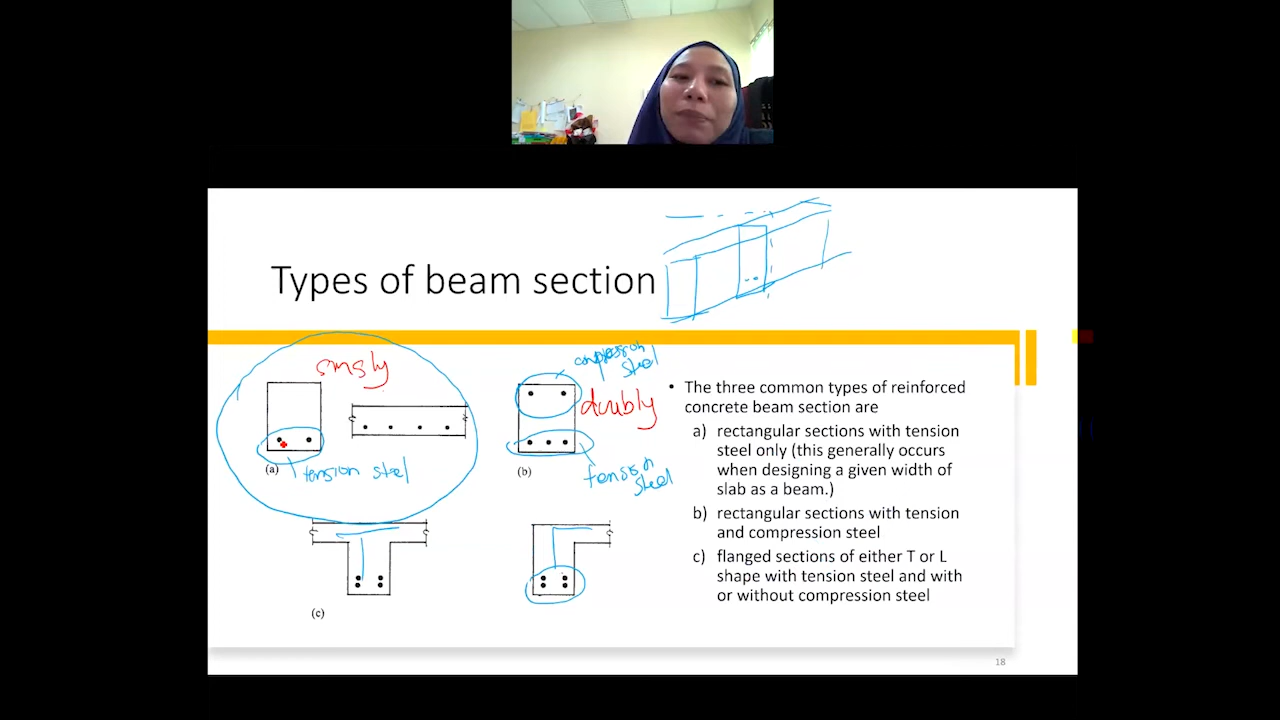 Types of beam section
singly
compression
steel
doubly
(a)
tension steel
(b)
tension
steel
(c)
• The three common types of reinforced
concrete beam section are
a) rectangular sections with tension
steel only (this generally occurs
when designing a given width of
slab as a beam.)
b) rectangular sections with tension
and compression steel
c) flanged sections of either T or L
shape with tension steel and with
or without compression steel
18